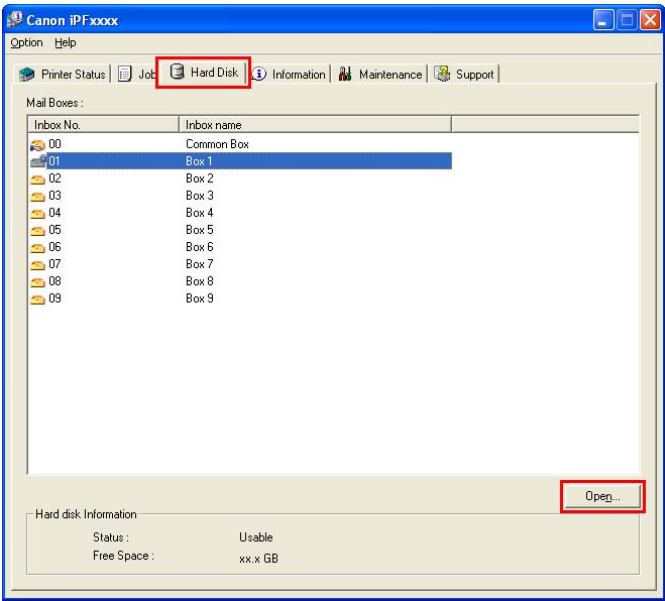 Canon iPFxxxx
Option Help
Printer Status Job Hard Disk Information Maintenance Support
Mail Boxes :
Inbox No. Inbox name
00 Common Box
01 Box 1
02 Box 2
03 Box 3
04 Box 4
05 Box 5
06 Box 6
07 Box 7
08 Box 8
09 Box 9
Open...
Hard disk Information
Status : Usable
Free Space : xx.x GB